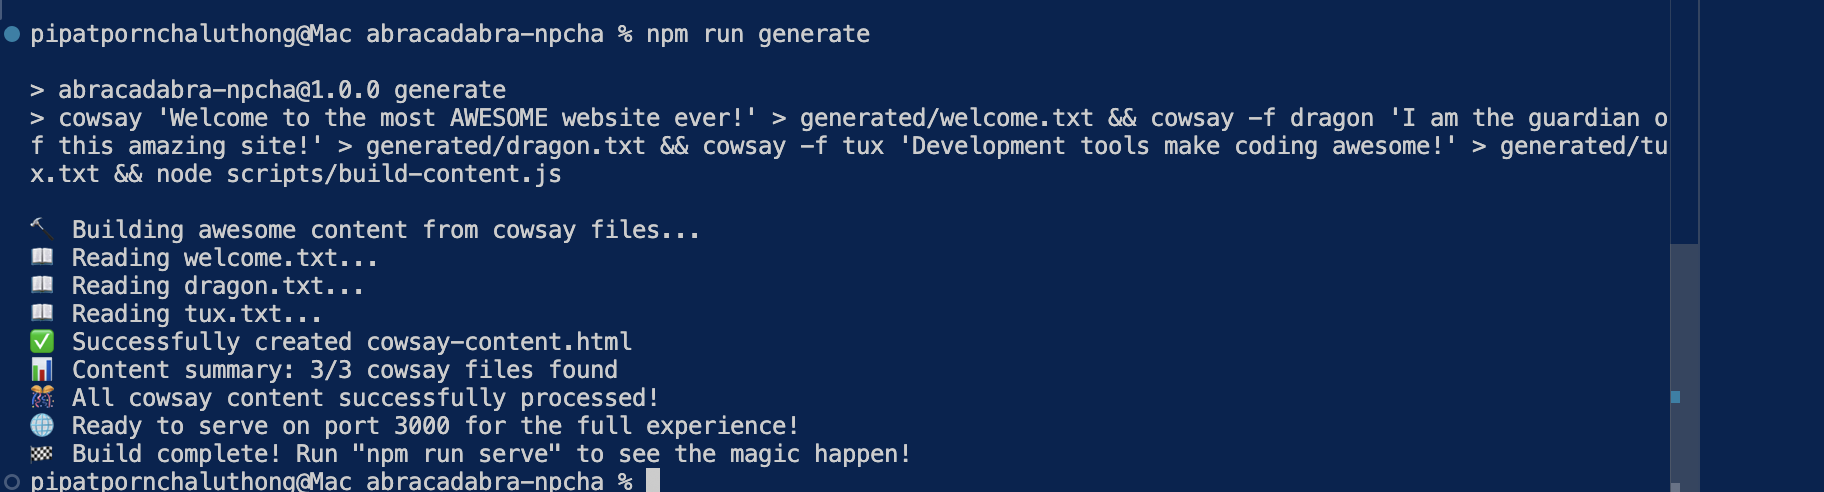 pipatpornchaluthong@Mac abracadabra-npcha % npm run generate
> abracadabra-npcha@1.0.0 generate
> cowsay 'Welcome to the most AWESOME website ever!' > generated/welcome.txt && cowsay -f dragon 'I am the guardian o
f this amazing site!' > generated/dragon.txt && cowsay -f tux 'Development tools make coding awesome!' > generated/tu
x.txt && node scripts/build-content.js
🔨 Building awesome content from cowsay files...
📖 Reading welcome.txt...
📖 Reading dragon.txt...
📖 Reading tux.txt...
✅ Successfully created cowsay-content.html
📊 Content summary: 3/3 cowsay files found
🎊 All cowsay content successfully processed!
🌐 Ready to serve on port 3000 for the full experience!
🏁 Build complete! Run "npm run serve" to see the magic happen!
pipatpornchaluthong@Mac abracadabra-npcha %